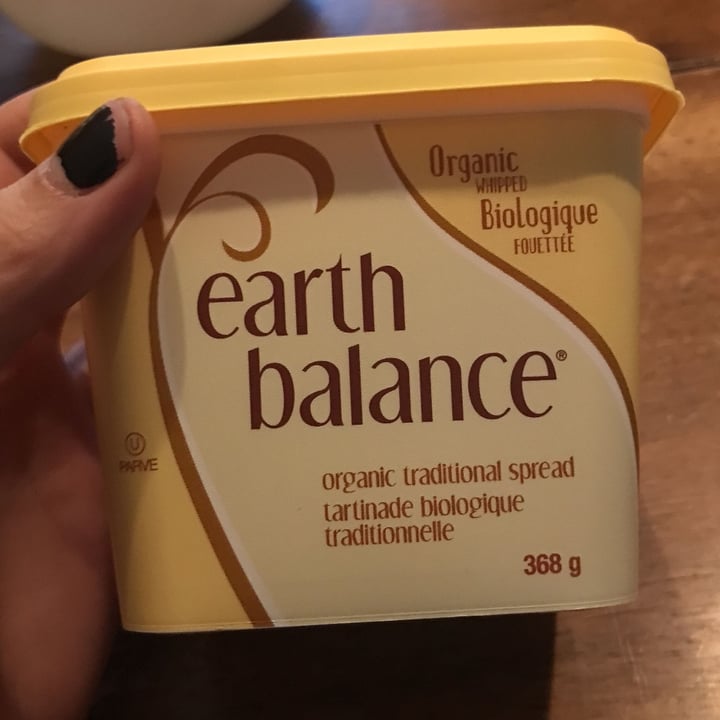 Organic
WHIPPED
Biologique
FOUETTÉE
earth
balance®
U
PARVE
organic traditional spread
tartinade biologique
traditionnelle
368 g